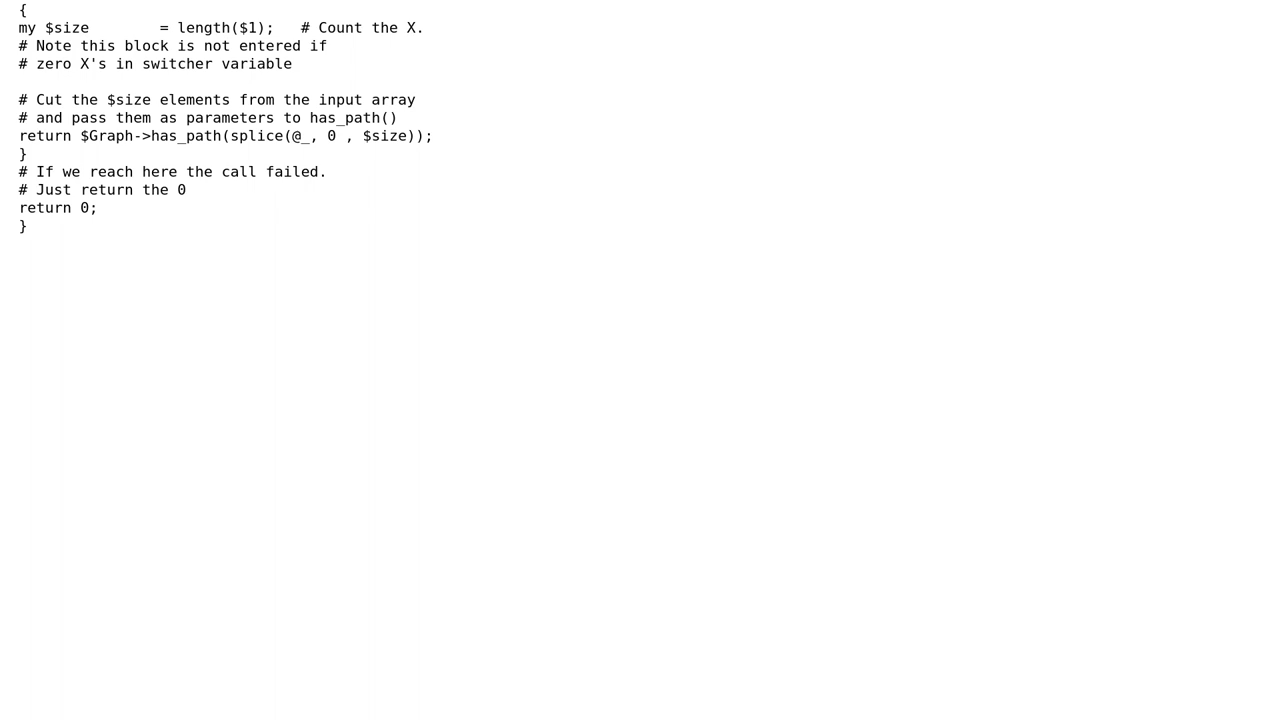 {
my $size        = length($1);   # Count the X.
# Note this block is not entered if
# zero X's in switcher variable

# Cut the $size elements from the input array
# and pass them as parameters to has_path()
return $Graph->has_path(splice(@_, 0 , $size));
}
# If we reach here the call failed.
# Just return the 0
return 0;
}